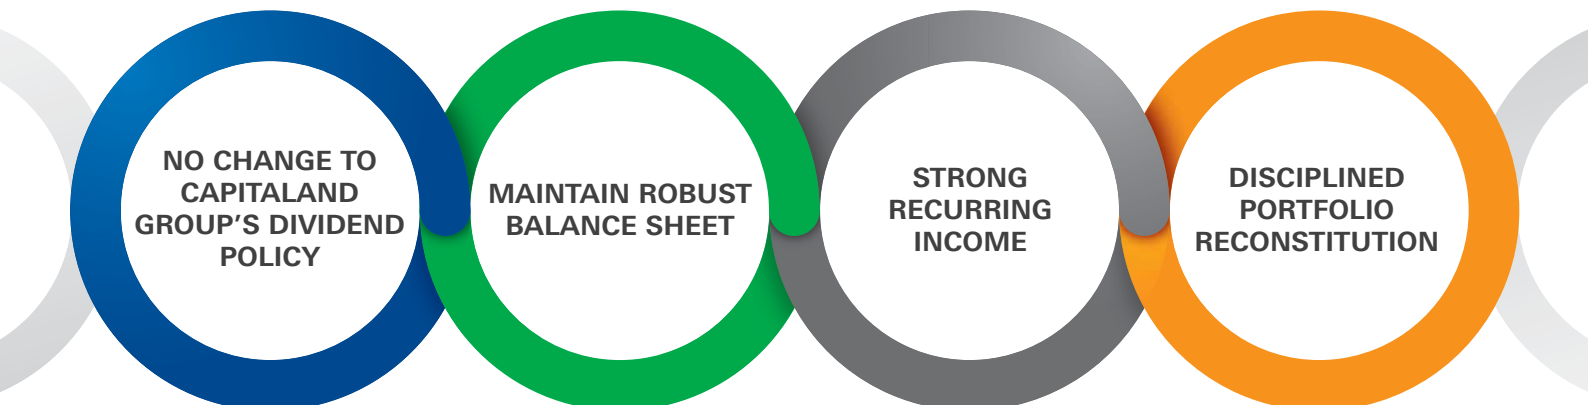 NO CHANGE TO
CAPITALAND
GROUP'S DIVIDEND
POLICY
MAINTAIN ROBUST
BALANCE SHEET
STRONG
RECURRING
INCOME
DISCIPLINED
PORTFOLIO
RECONSTITUTION